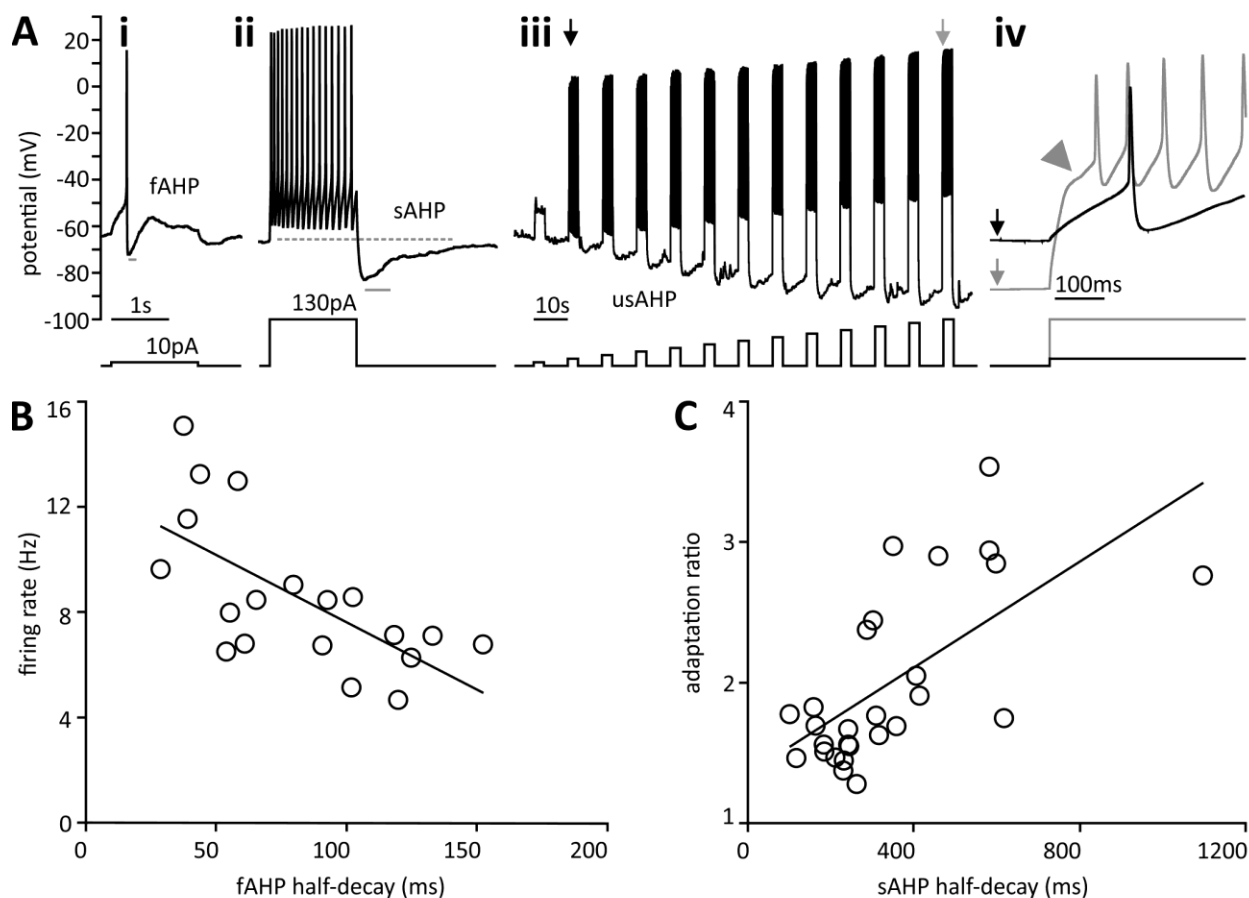 A
i
ii
iii
iv
potential (mV)
20
0
-20
-40
-60
-80
-100
fAHP
1s
10pA
sAHP
130pA
usAHP
10s
100ms
B
firing rate (Hz)
16
12
8
4
0
0
50
100
150
200
fAHP half-decay (ms)
C
adaptation ratio
4
3
2
1
0
400
800
1200
sAHP half-decay (ms)